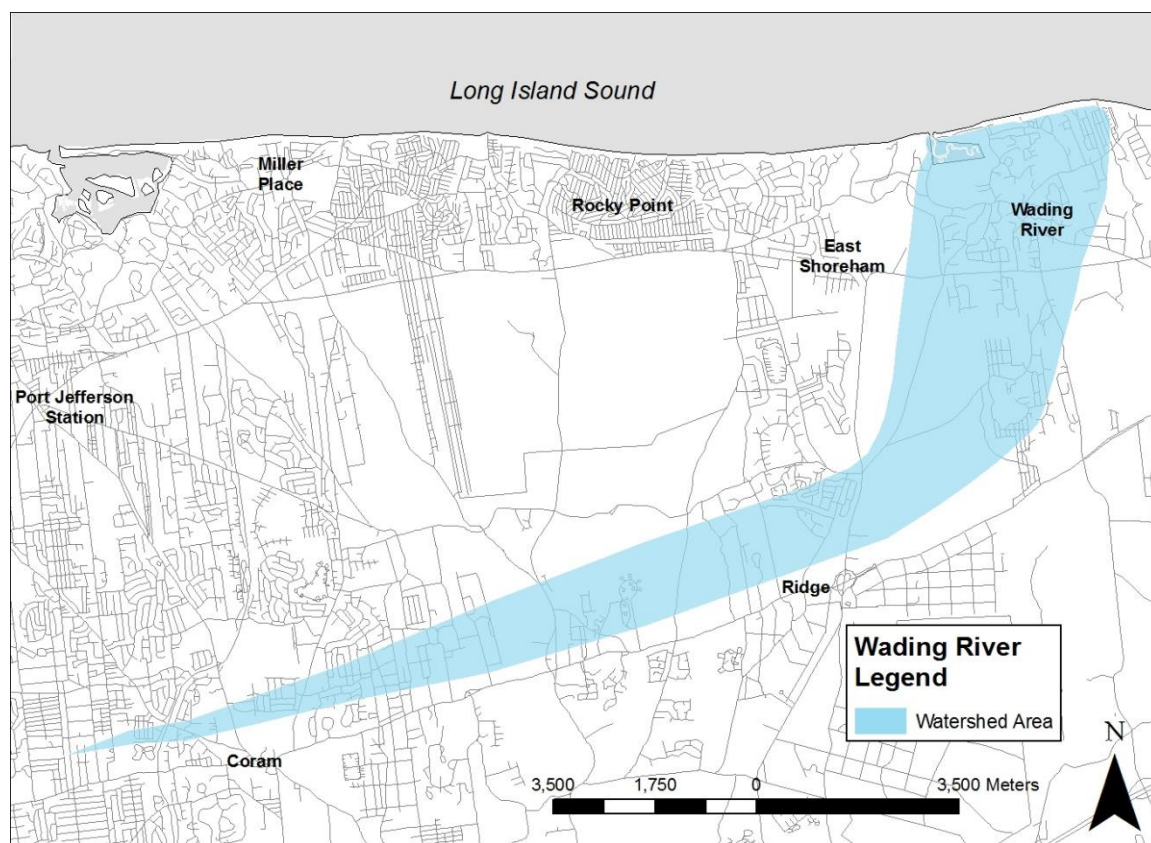 Long Island Sound
Miller
Place
Rocky Point
Wading
River
East
Shoreham
Port Jefferson
Station
Ridge
Wading River
Legend
Watershed Area
Coram
N
3,500 1,750 0 3,500 Meters